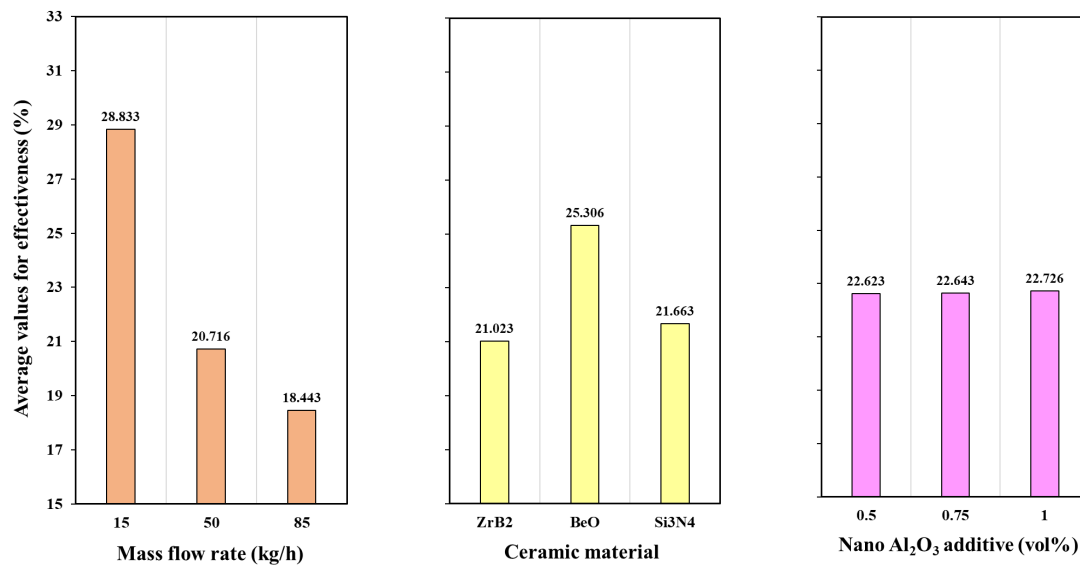 Average values for effectiveness (%)
33
31
29
27
25
23
21
19
17
15
28.833
20.716
18.443
15 50 85
Mass flow rate (kg/h)
21.023
25.306
21.663
ZrB2 BeO Si3N4
Ceramic material
22.623
22.643
22.726
0.5 0.75 1
Nano Al₂O₃ additive (vol%)